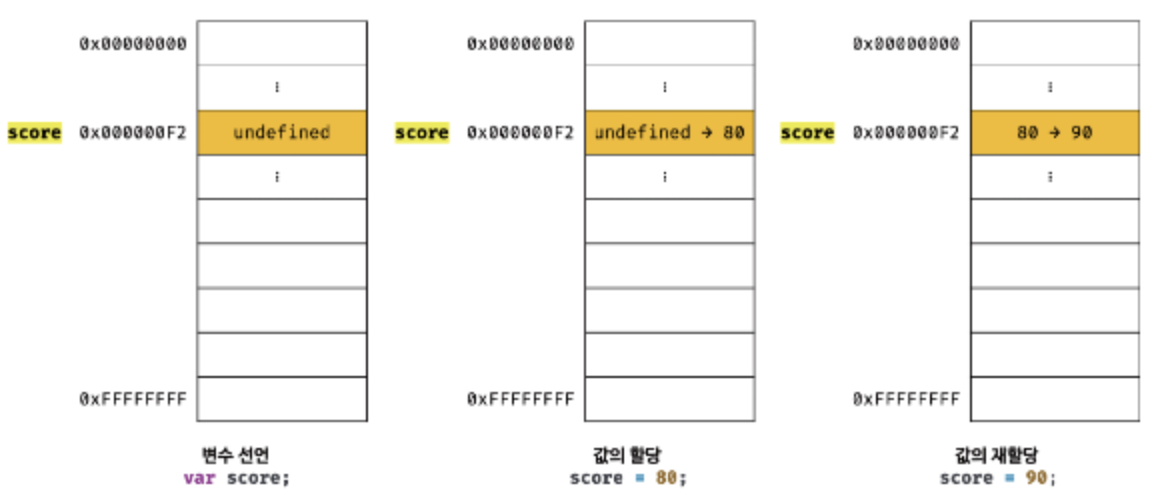 0x00000000
⋮
score 0x000000F2 undefined
⋮
0xFFFFFFFF
변수 선언
var score;
0x00000000
⋮
score 0x000000F2 undefined → 80
⋮
0xFFFFFFFF
값의 할당
score = 80;
0x00000000
⋮
score 0x000000F2 80 → 90
⋮
0xFFFFFFFF
값의 재할당
score = 90;